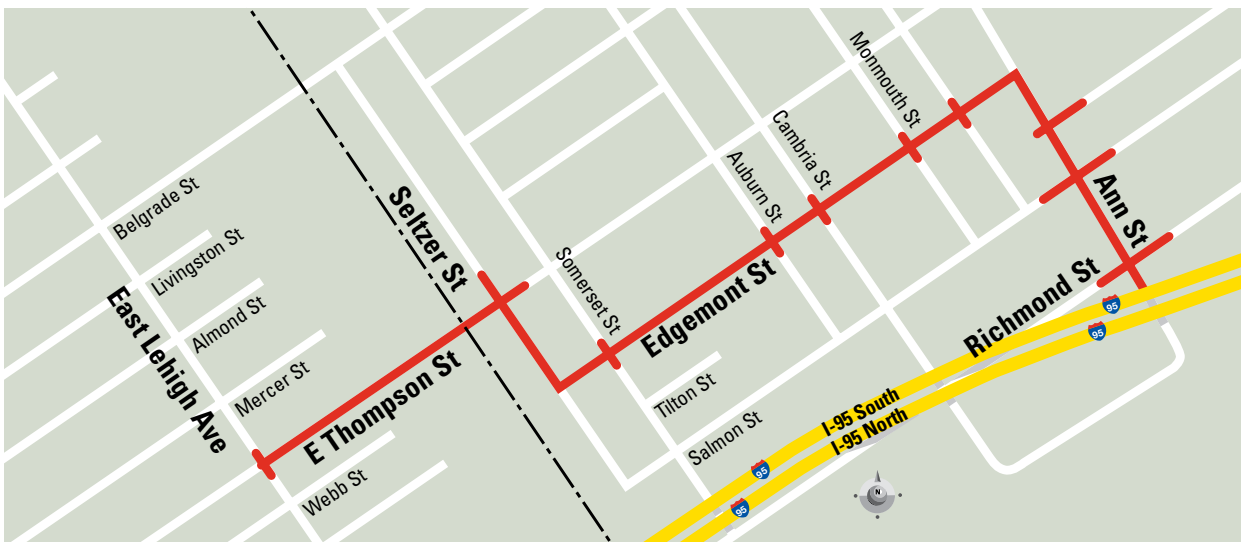 Monmouth St
Cambria St
Auburn St
Belgrade St
Livingston St
Seltzer St
Ann St
Somerset St
Almond St
East Lehigh Ave
Edgemont St
Richmond St
95
95
Mercer St
E Thompson St
Tilton St
I-95 South
I-95 North
Salmon St
Webb St
95
95
N